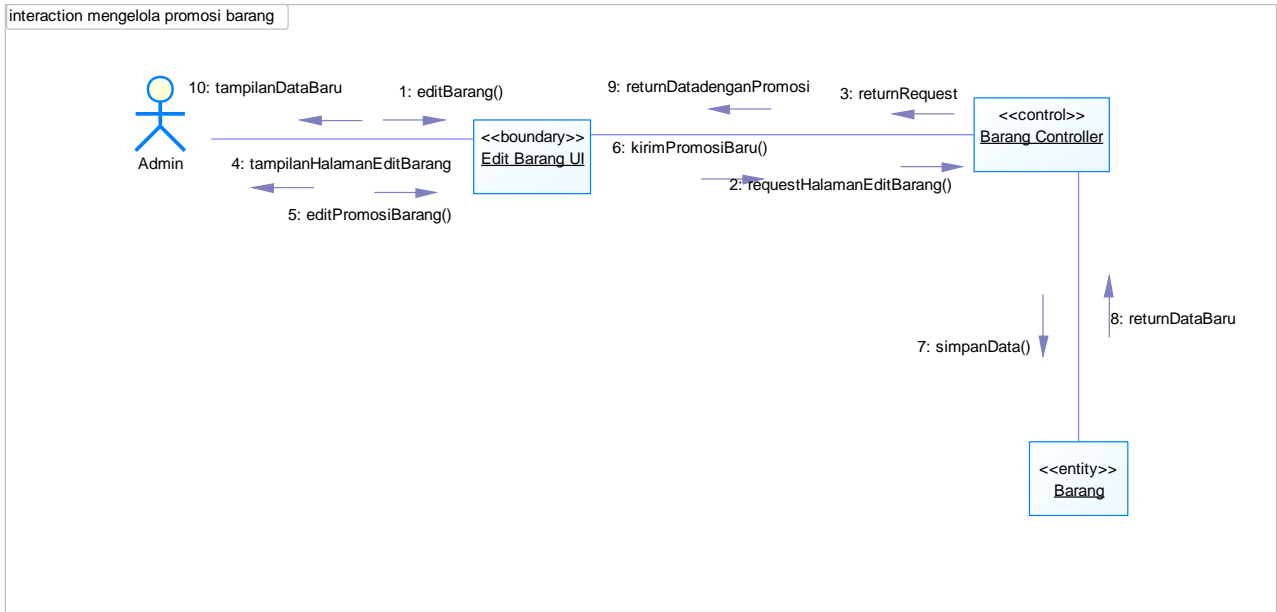 interaction mengelola promosi barang
10: tampilanDataBaru
1: editBarang()
9: returnDatadenganPromosi
3: returnRequest
<<control>>
Barang Controller
<<boundary>>
Edit Barang UI
Admin
4: tampilanHalamanEditBarang
6: kirimPromosiBaru()
2: requestHalamanEditBarang()
5: editPromosiBarang()
8: returnDataBaru
7: simpanData()
<<entity>>
Barang